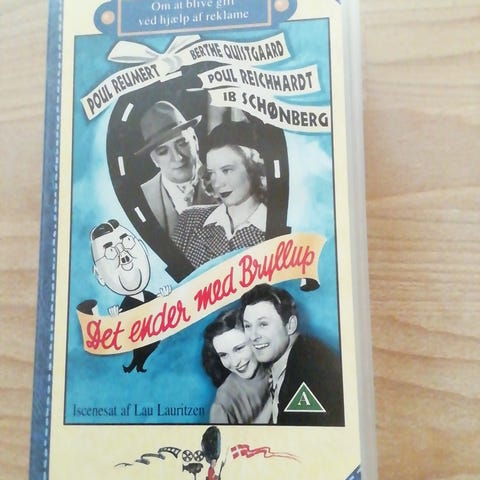 Om at blive gift
ved hjælp af reklame
POUL REUMERT
BERTHE QUISTGAARD
POUL REICHHARDT
IB SCHØNBERG
Det ender med Bryllup
Iscenesat af Lau Lauritzen
A